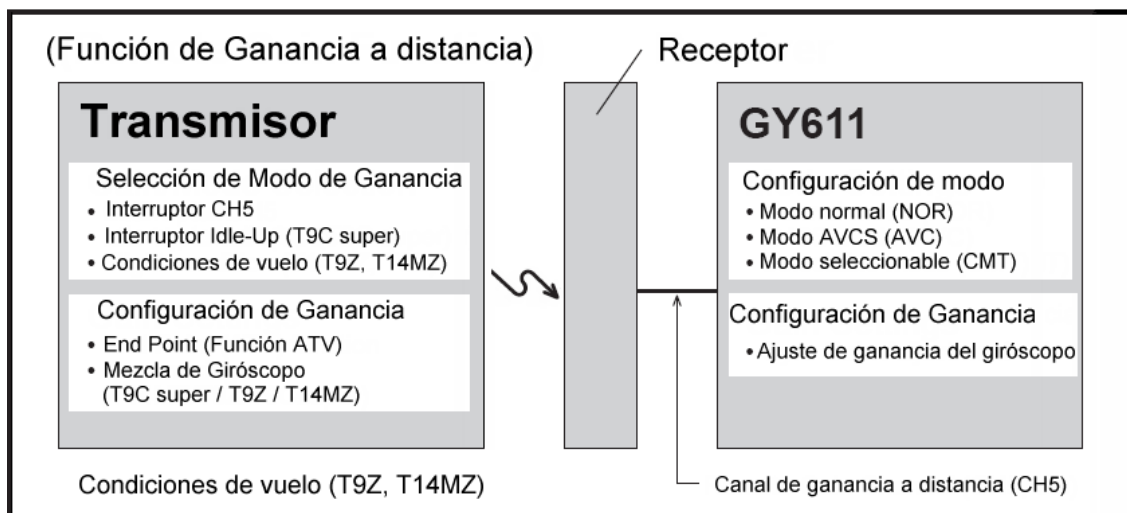 (Función de Ganancia a distancia)
Receptor
Transmisor
Selección de Modo de Ganancia
• Interruptor CH5
• Interruptor Idle-Up (T9C super)
• Condiciones de vuelo (T9Z, T14MZ)
Configuración de Ganancia
• End Point (Función ATV)
• Mezcla de Giróscopo
(T9C super / T9Z / T14MZ)
GY611
Configuración de modo
• Modo normal (NOR)
• Modo AVCS (AVC)
• Modo seleccionable (CMT)
Configuración de Ganancia
• Ajuste de ganancia del giróscopo
Condiciones de vuelo (T9Z, T14MZ)
Canal de ganancia a distancia (CH5)